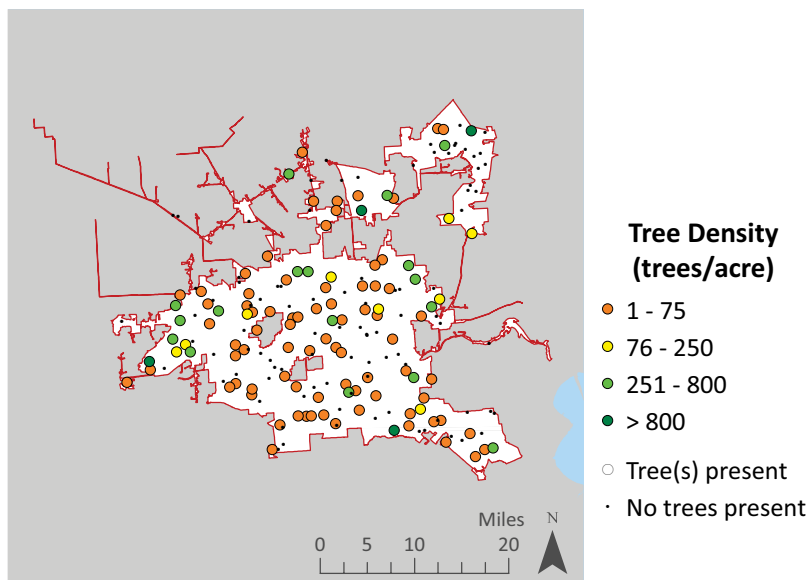 Tree Density
(trees/acre)
1 - 75
76 - 250
251 - 800
> 800
Tree(s) present
No trees present
Miles
N
0 5 10 20